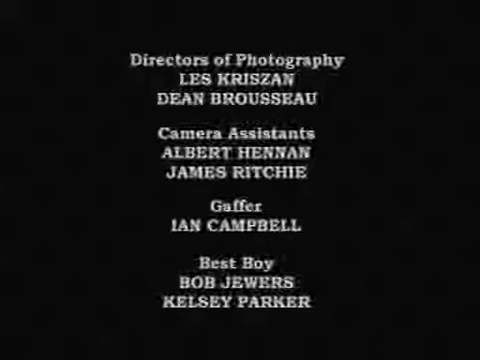 Directors of Photography
LES KRISZAN
DEAN BROUSSEAU
Camera Assistants
ALBERT HENNAN
JAMES RITCHIE
Gaffer
IAN CAMPBELL
Best Boy
BOB JEWERS
KELSEY PARKER